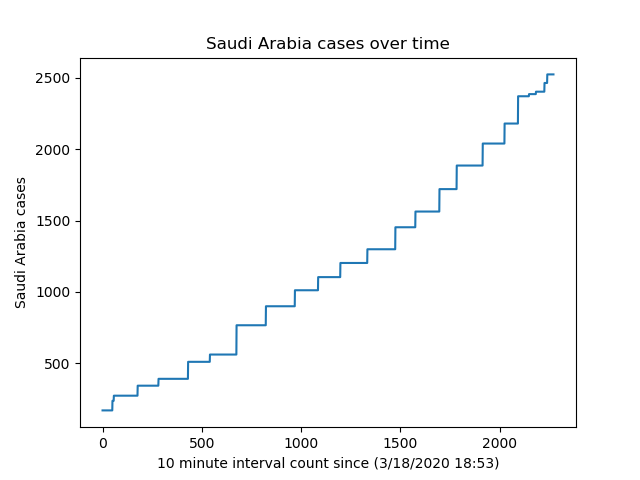 Saudi Arabia cases over time
2500
2000
1500
1000
500
Saudi Arabia cases
0 500 1000 1500 2000
10 minute interval count since (3/18/2020 18:53)